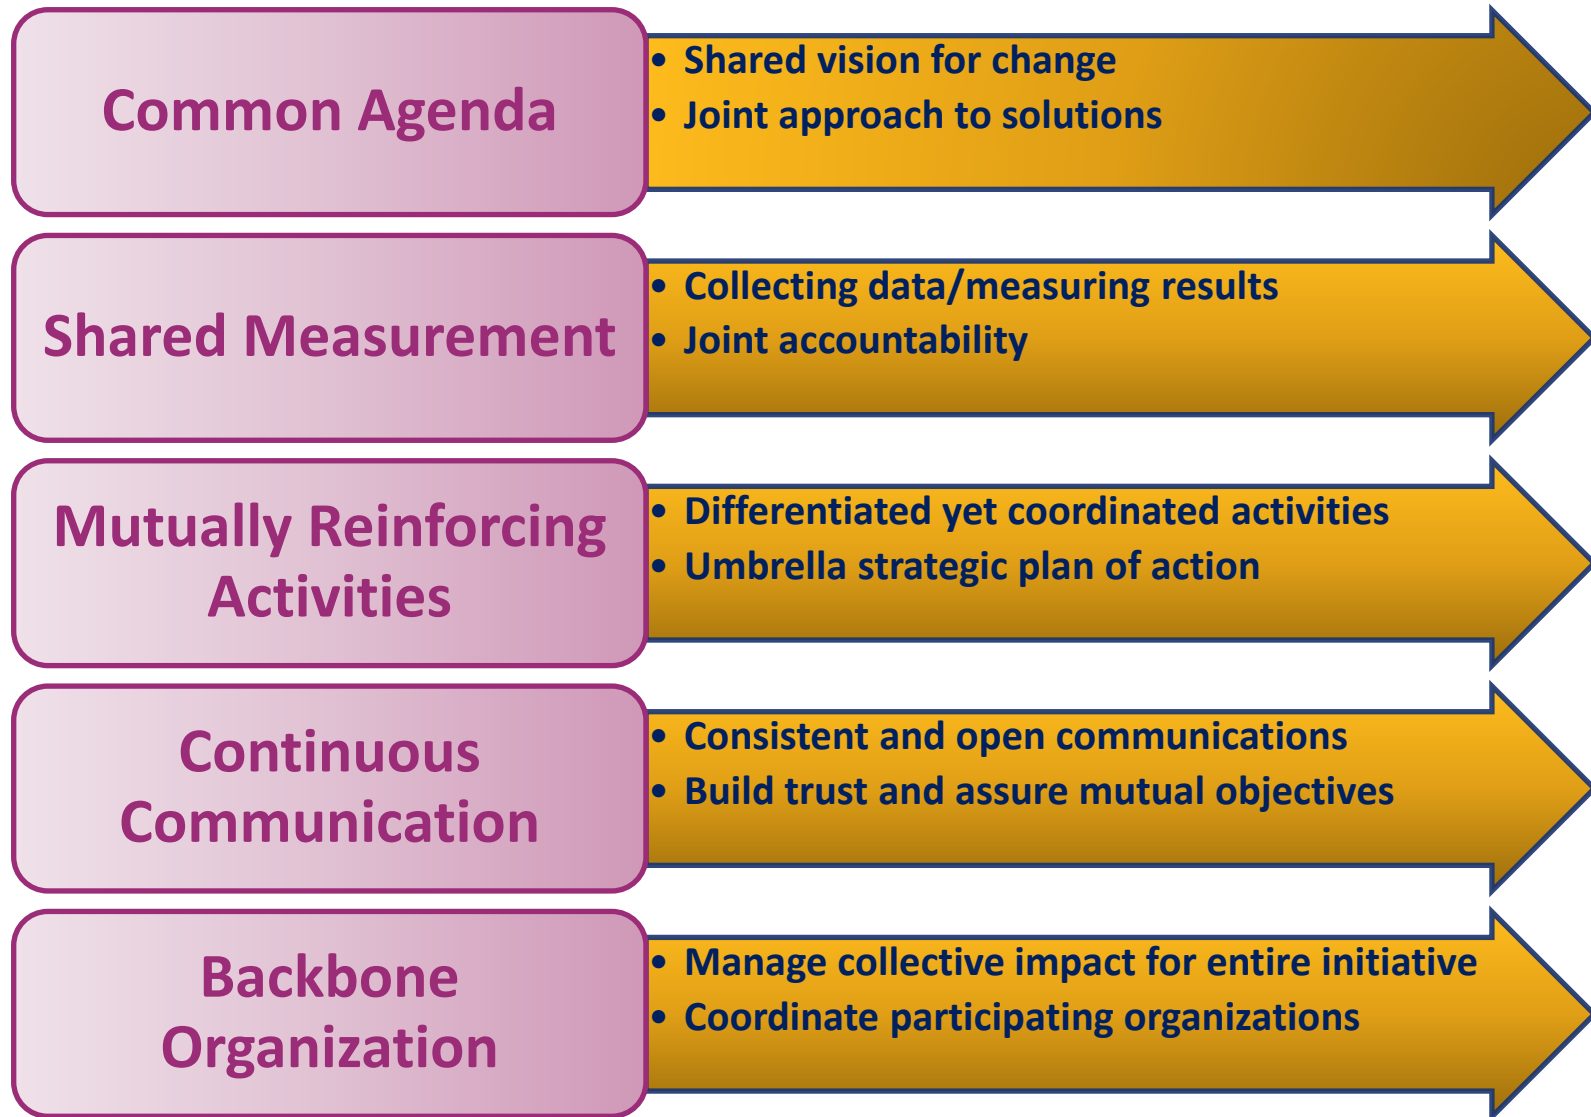 Common Agenda
• Shared vision for change
• Joint approach to solutions
Shared Measurement
• Collecting data/measuring results
• Joint accountability
Mutually Reinforcing
Activities
• Differentiated yet coordinated activities
• Umbrella strategic plan of action
Continuous
Communication
• Consistent and open communications
• Build trust and assure mutual objectives
Backbone
Organization
• Manage collective impact for entire initiative
• Coordinate participating organizations